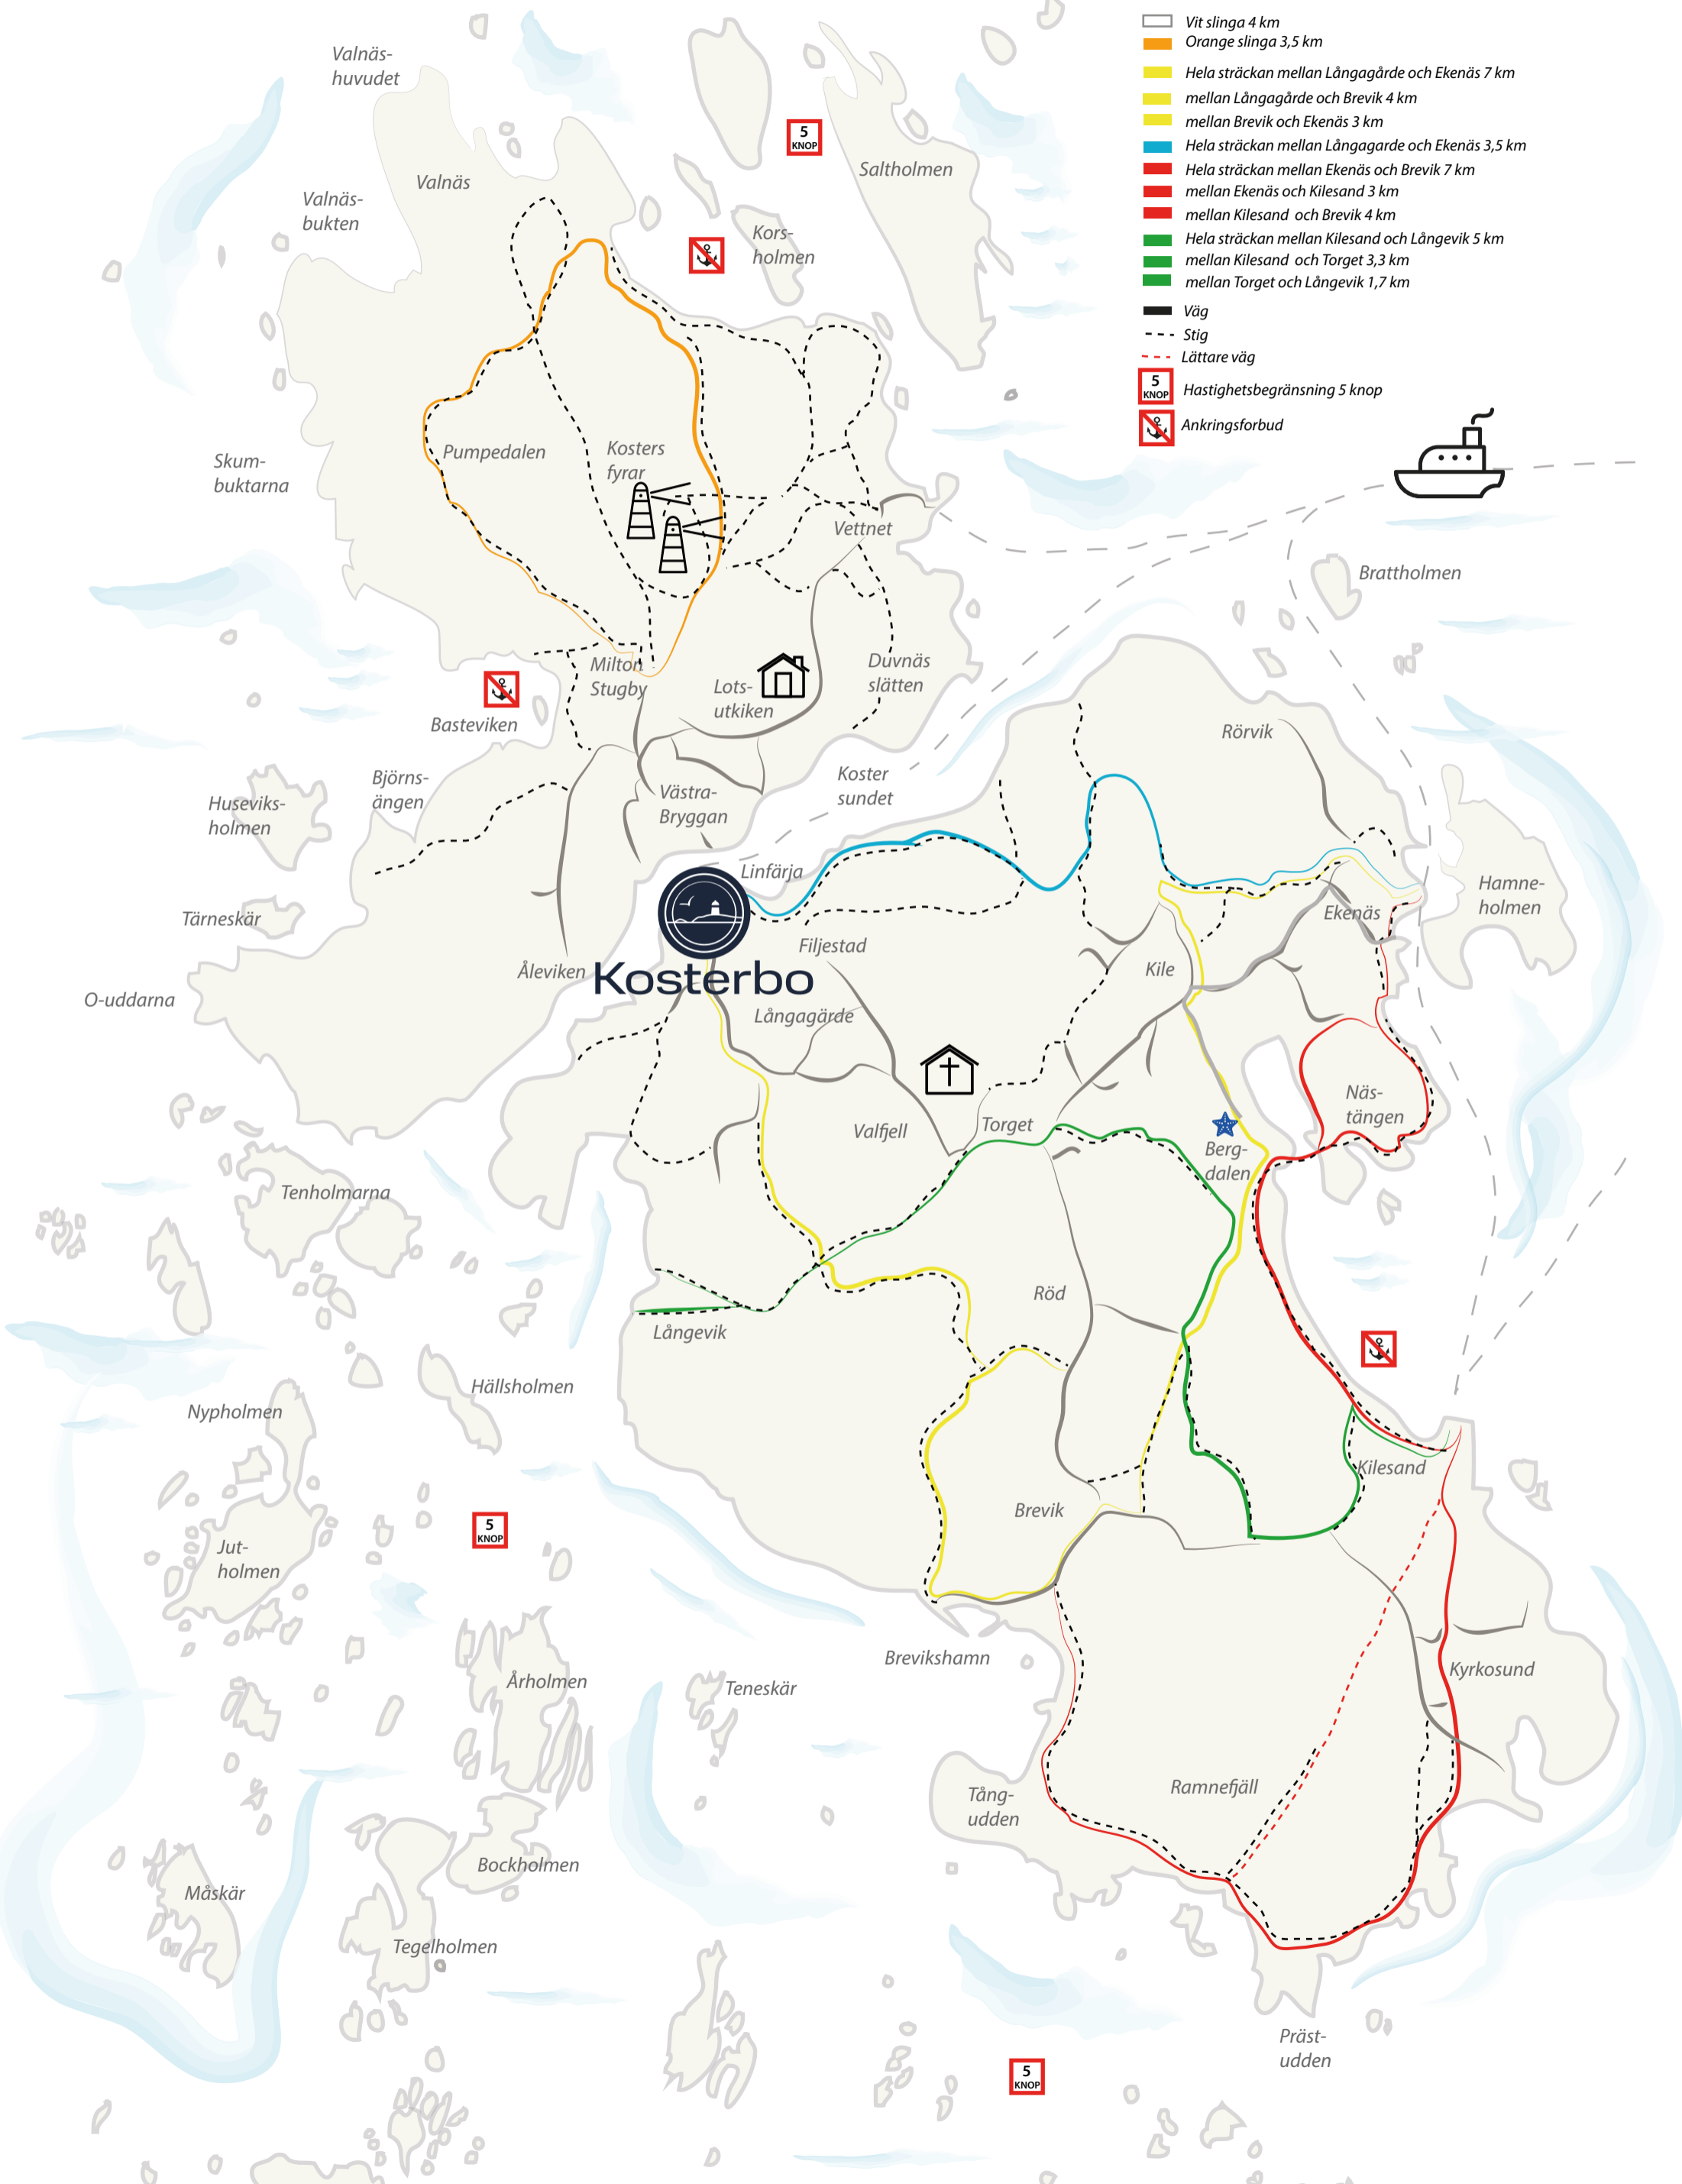 Vit slinga 4 km
Orange slinga 3,5 km
Hela sträckan mellan Långagårde och Ekenäs 7 km
mellan Långagårde och Brevik 4 km
mellan Brevik och Ekenäs 3 km
Hela sträckan mellan Långagarde och Ekenäs 3,5 km
Hela sträckan mellan Ekenäs och Brevik 7 km
mellan Ekenäs och Kilesand 3 km
mellan Kilesand och Brevik 4 km
Hela sträckan mellan Kilesand och Långevik 5 km
mellan Kilesand och Torget 3,3 km
mellan Torget och Långevik 1,7 km
Väg
Stig
Lättare väg
5
KNOP
Hastighetsbegränsning 5 knop
Ankringsforbud
Valnäs-
huvudet
5
KNOP
Saltholmen
Valnäs
Valnäs-
bukten
Kors-
holmen
Pumpedalen
Kosters
fyrar
Skum-
buktarna
Vettnet
Brattholmen
Milton
Stugby
Lots-
utkiken
Duvnäs
slätten
Basteviken
Rörvik
Björns-
ängen
Koster
sundet
Huseviks-
holmen
Västra-
Bryggan
Linfärja
Hamne-
holmen
Ekenäs
Tärneskär
Filjestad
Kile
Åleviken
Kosterbo
O-uddarna
Långagärde
Näs-
tängen
Valfjell
Torget
Berg-
dalen
Tenholmarna
Röd
Långevik
Hällsholmen
Nypholmen
Kilesand
Brevik
5
KNOP
Jut-
holmen
Brevikshamn
Kyrkosund
Årholmen
Teneskär
Ramnefjäll
Tång-
udden
Bockholmen
Måskär
Tegelholmen
Präst-
udden
5
KNOP